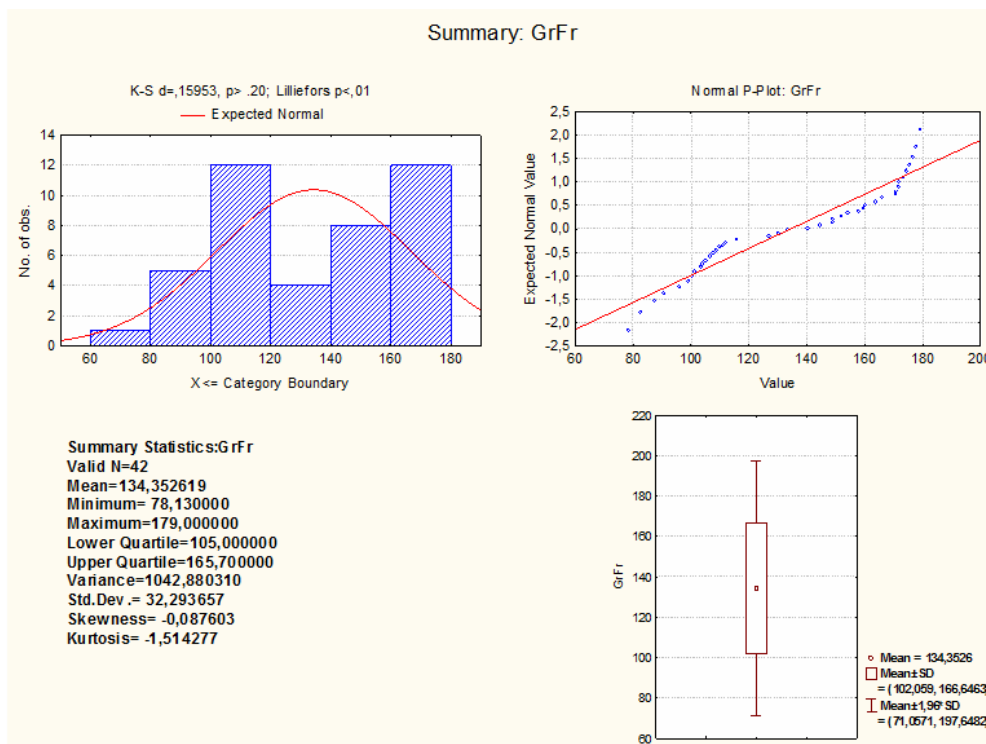 Summary: GrFr
K-S d=,15953, p> .20; Lilliefors p<,01
Expected Normal
14
12
10
8
6
4
2
0
No. of obs.
60 80 100 120 140 160 180
X <= Category Boundary
Normal P-Plot: GrFr
2,5
2,0
1,5
1,0
0,5
0,0
-0,5
-1,0
-1,5
-2,0
-2,5
Expected Normal Value
60 80 100 120 140 160 180 200
Value
Summary Statistics:GrFr
Valid N=42
Mean=134,352619
Minimum= 78,130000
Maximum=179,000000
Lower Quartile=105,000000
Upper Quartile=165,700000
Variance=1042,880310
Std.Dev.= 32,293657
Skewness= -0,087603
Kurtosis= -1,514277
220
200
180
160
140
120
100
80
60
GrFr
Mean = 134,3526
Mean±SD
= (102,059, 166,6463)
Mean±1,96*SD
= (71,0571, 197,6482)